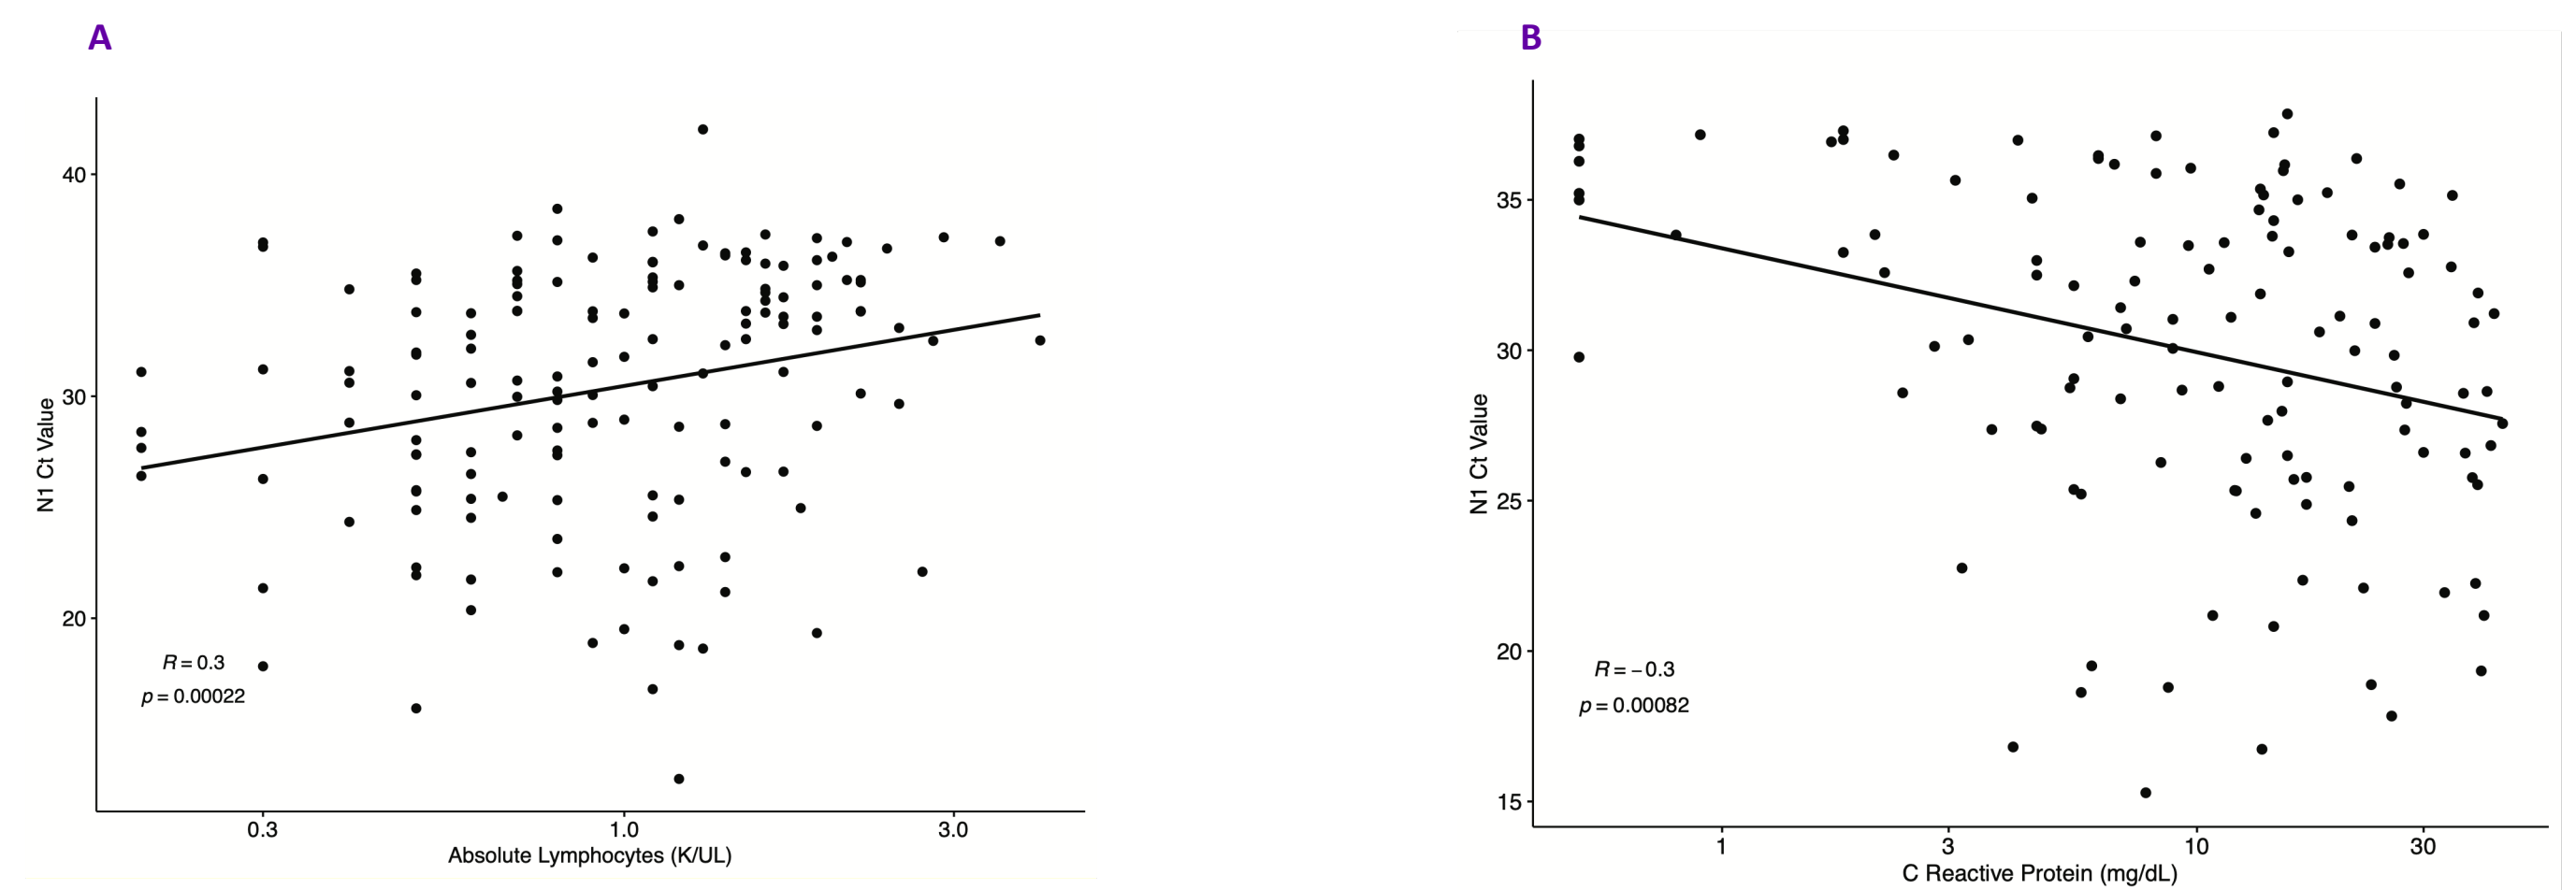 A
40
30
20
N1 Ct Value
R = 0.3
p = 0.00022
0.3 1.0 3.0
Absolute Lymphocytes (K/UL)
B
35
30
25
20
15
N1 Ct Value
R = −0.3
p = 0.00082
1 3 10 30
C Reactive Protein (mg/dL)